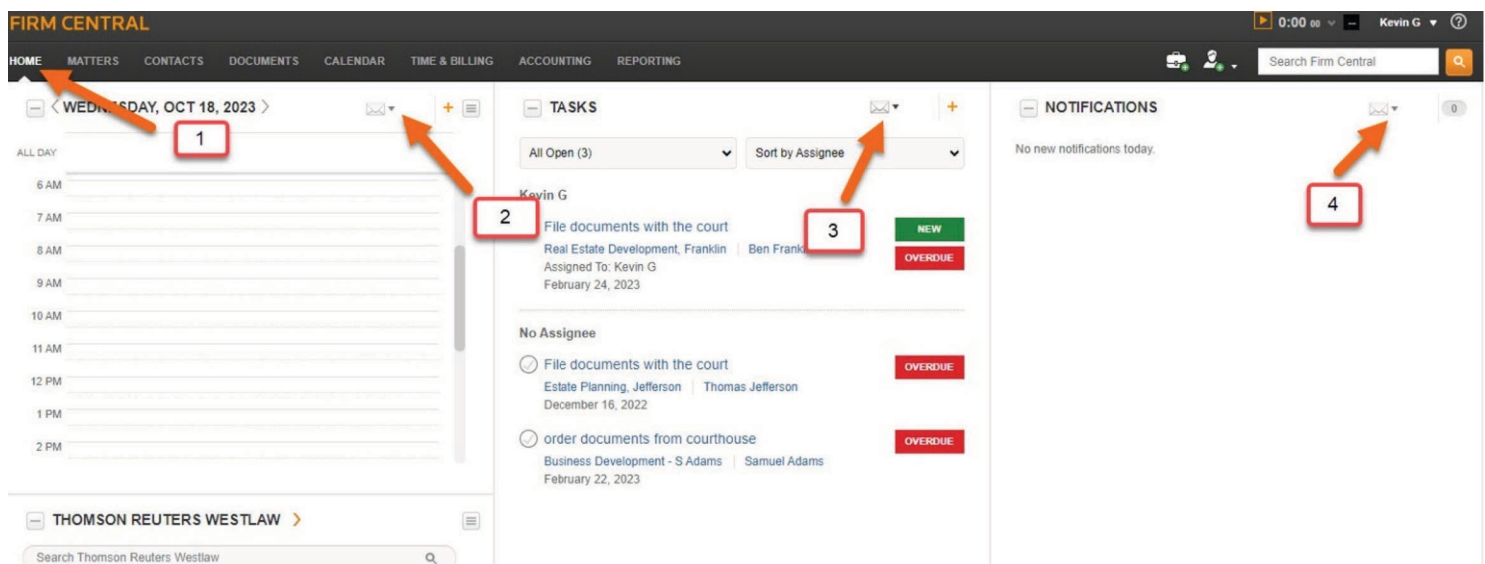 FIRM CENTRAL
0:00 00
Kevin G
HOME MATTERS CONTACTS DOCUMENTS CALENDAR TIME & BILLING ACCOUNTING REPORTING
Search Firm Central
WEDNESDAY, OCT 18, 2023
1
ALL DAY
6 AM
7 AM
8 AM
9 AM
10 AM
11 AM
12 PM
1 PM
2 PM
2
THOMSON REUTERS WESTLAW
Search Thomson Reuters Westlaw
TASKS
All Open (3)
Sort by Assignee
3
Kevin G
File documents with the court
NEW
Real Estate Development, Franklin
Ben
OVERDUE
Assigned To: Kevin G
February 24, 2023
No Assignee
File documents with the court
OVERDUE
Estate Planning, Jefferson Thomas Jefferson
December 16, 2022
order documents from courthouse
OVERDUE
Business Development - S Adams Samuel Adams
February 22, 2023
NOTIFICATIONS
0
No new notifications today.
4